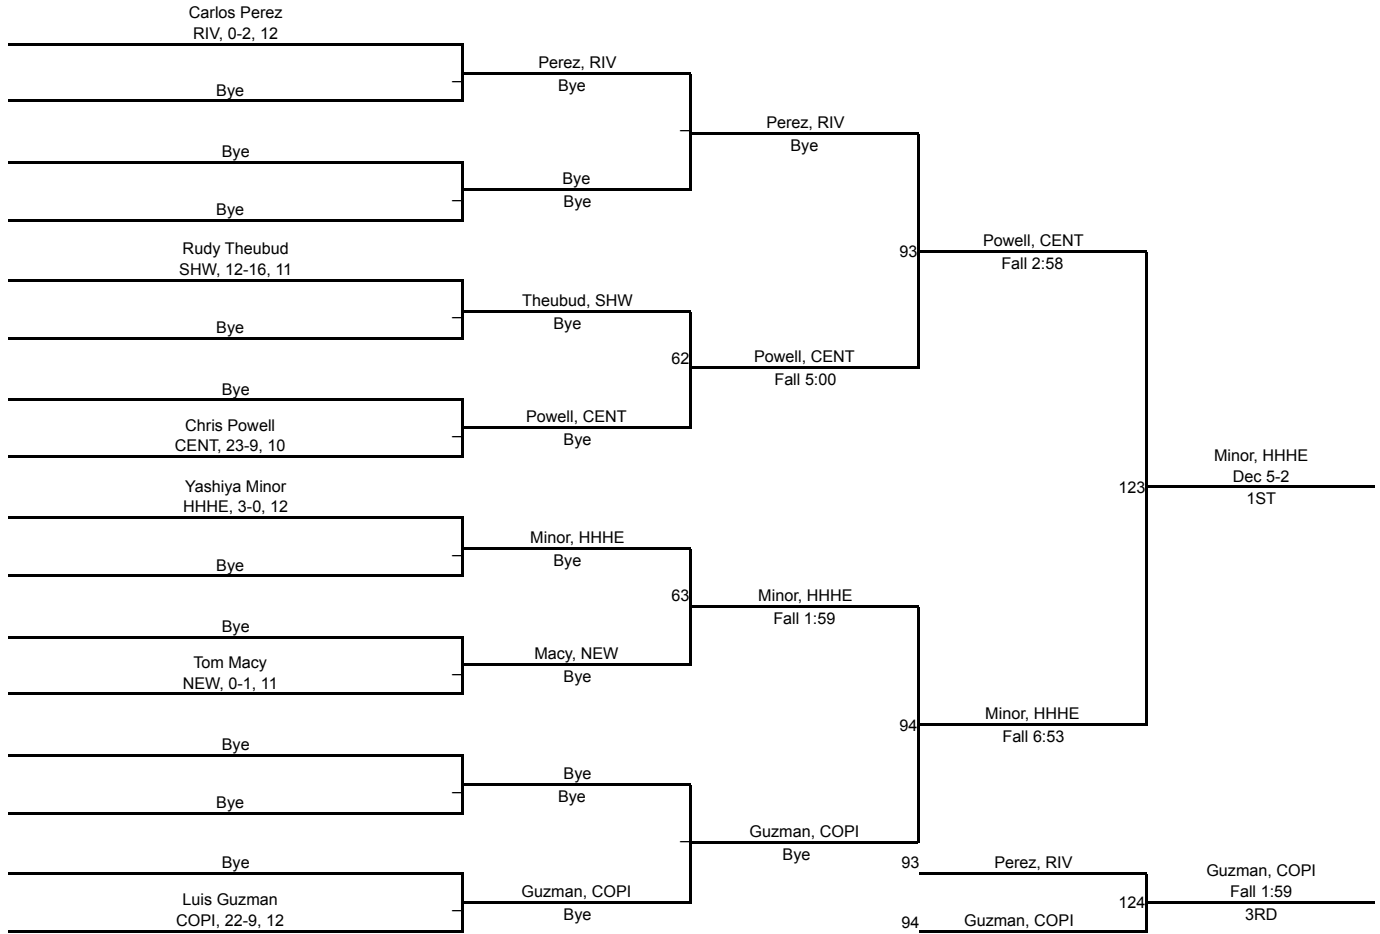 Carlos Perez
RIV, 0-2, 12
Bye
Bye
Bye
Rudy Theubud
SHW, 12-16, 11
Bye
Bye
Chris Powell
CENT, 23-9, 10
Yashiya Minor
HHHE, 3-0, 12
Bye
Bye
Tom Macy
NEW, 0-1, 11
Bye
Bye
Bye
Luis Guzman
COPI, 22-9, 12
Perez, RIV
Bye
Bye
Bye
Theubud, SHW
Bye
Powell, CENT
Bye
Minor, HHHE
Bye
Macy, NEW
Bye
Bye
Bye
Guzman, COPI
Bye
Perez, RIV
Bye
62
Powell, CENT
Fall 5:00
63
Minor, HHHE
Fall 1:59
Guzman, COPI
Bye
93
Powell, CENT
Fall 2:58
94
Minor, HHHE
Fall 6:53
93
Perez, RIV
94
Guzman, COPI
123
Minor, HHHE
Dec 5-2
1ST
124
Guzman, COPI
Fall 1:59
3RD